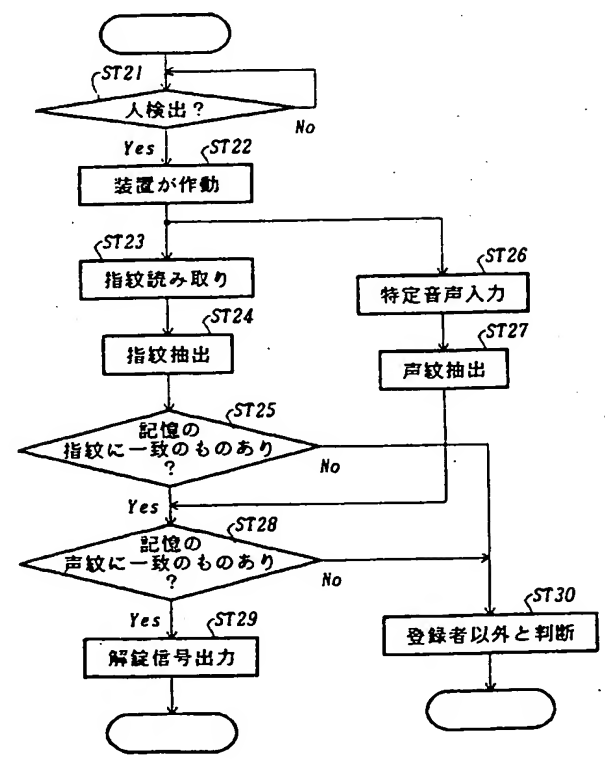 ST21
人検出?
No
Yes
ST22
装置が作動
ST23
指紋読み取り
ST26
特定音声入力
ST24
指紋抽出
ST27
声紋抽出
ST25
記憶の
指紋に一致のものあり
?
No
Yes
ST28
記憶の
声紋に一致のものあり
?
No
Yes
ST29
解錠信号出力
ST30
登録者以外と判断